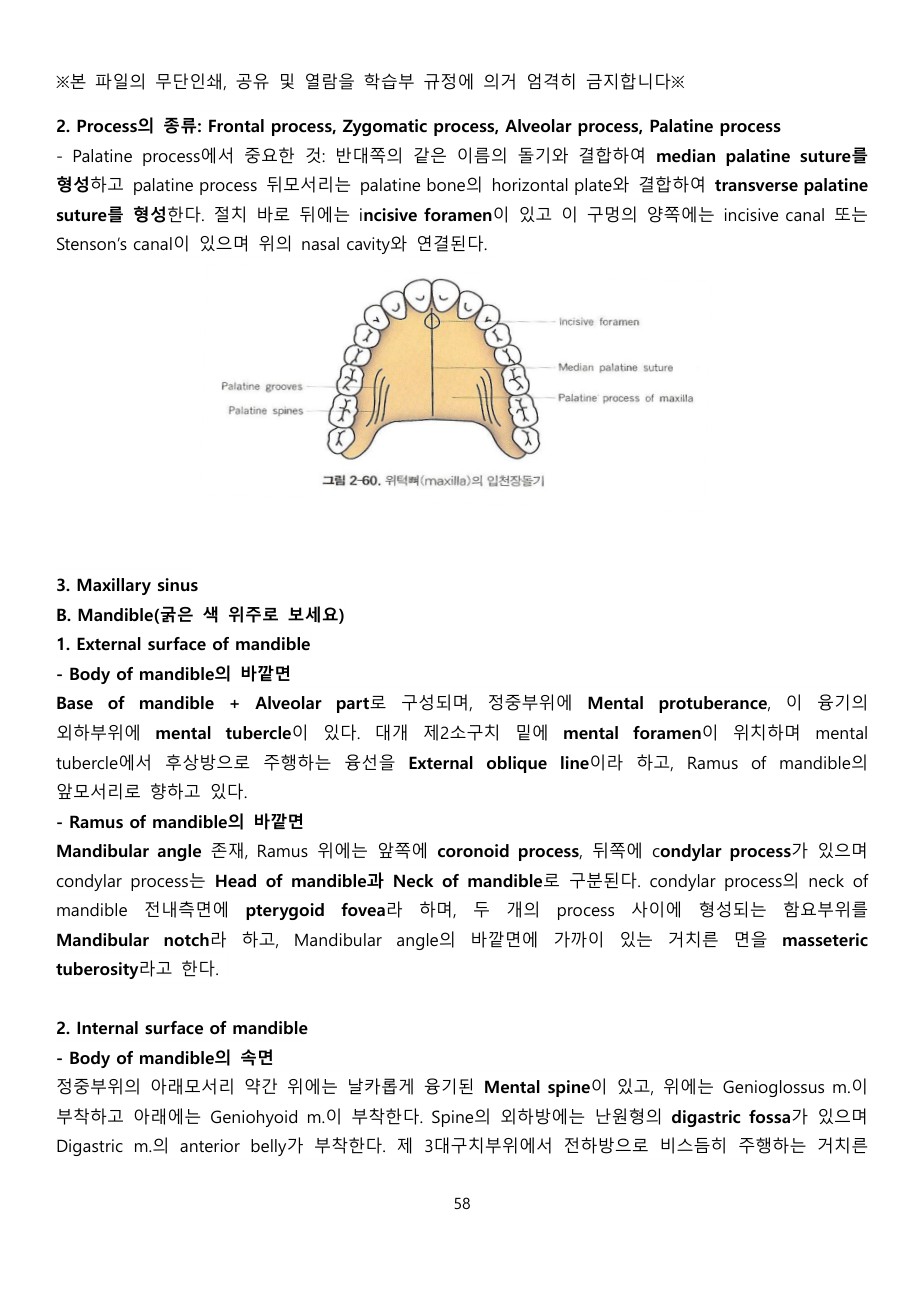 ※본 파일의 무단인쇄, 공유 및 열람을 학습부 규정에 의거 엄격히 금지합니다※
2. Process의 종류: Frontal process, Zygomatic process, Alveolar process, Palatine process
- Palatine process에서 중요한 것: 반대쪽의 같은 이름의 돌기와 결합하여 median palatine suture를
형성하고 palatine process 뒤모서리는 palatine bone의 horizontal plate와 결합하여 transverse palatine
suture를 형성한다. 절치 바로 뒤에는 incisive foramen이 있고 이 구멍의 양쪽에는 incisive canal 또는
Stenson’s canal이 있으며 위의 nasal cavity와 연결된다.
Incisive foramen
Median palatine suture
Palatine grooves
Palatine process of maxilla
Palatine spines
그림 2-60. 위턱뼈(maxilla)의 입천장돌기
3. Maxillary sinus
B. Mandible(굵은 색 위주로 보세요)
1. External surface of mandible
- Body of mandible의 바깥면
Base of mandible + Alveolar part로 구성되며, 정중부위에 Mental protuberance, 이 융기의
외하부위에 mental tubercle이 있다. 대개 제2소구치 밑에 mental foramen이 위치하며 mental
tubercle에서 후상방으로 주행하는 융선을 External oblique line이라 하고, Ramus of mandible의
앞모서리로 향하고 있다.
- Ramus of mandible의 바깥면
Mandibular angle 존재, Ramus 위에는 앞쪽에 coronoid process, 뒤쪽에 condylar process가 있으며
condylar process는 Head of mandible과 Neck of mandible로 구분된다. condylar process의 neck of
mandible 전내측면에 pterygoid fovea라 하며, 두 개의 process 사이에 형성되는 함요부위를
Mandibular notch라 하고, Mandibular angle의 바깥면에 가까이 있는 거치른 면을 masseteric
tuberosity라고 한다.
2. Internal surface of mandible
- Body of mandible의 속면
정중부위의 아래모서리 약간 위에는 날카롭게 융기된 Mental spine이 있고, 위에는 Genioglossus m.이
부착하고 아래에는 Geniohyoid m.이 부착한다. Spine의 외하방에는 난원형의 digastric fossa가 있으며
Digastric m.의 anterior belly가 부착한다. 제 3대구치부위에서 전하방으로 비스듬히 주행하는 거치른
58